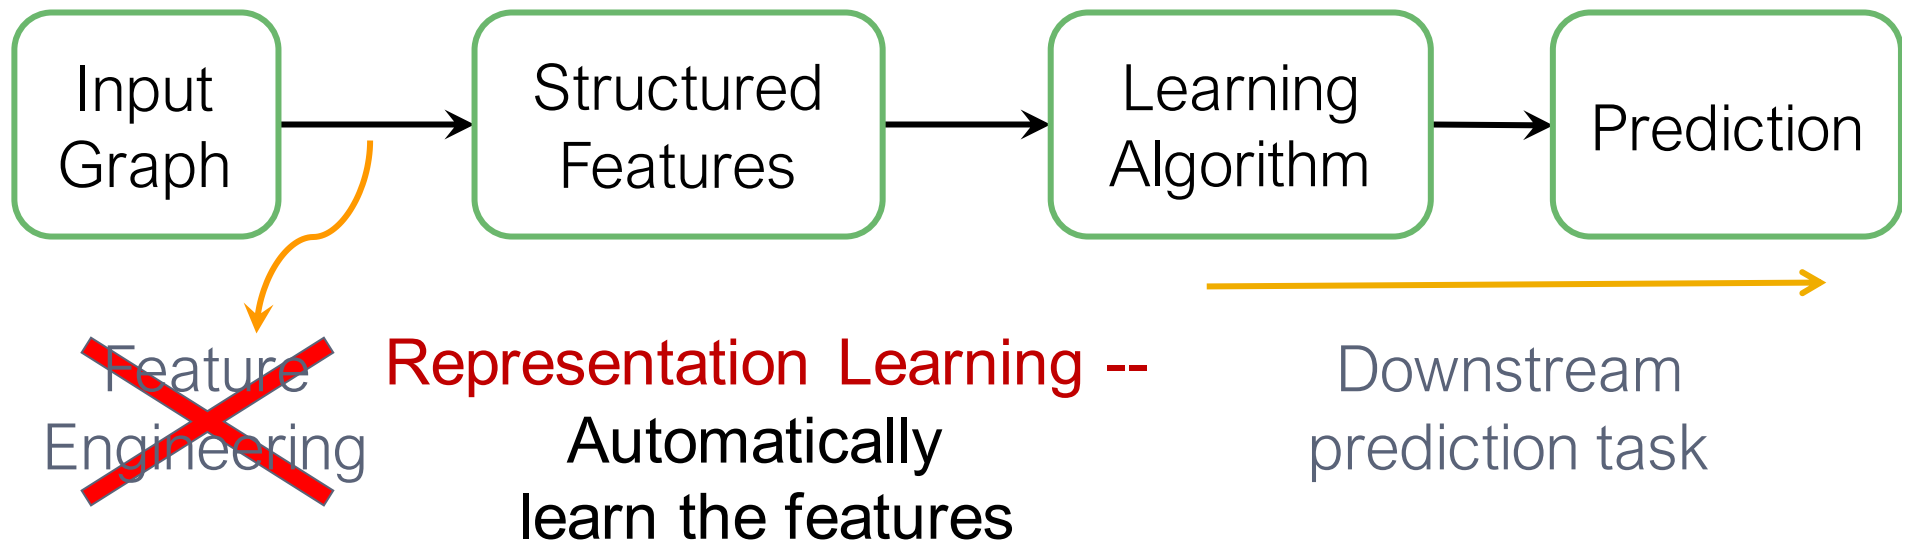 Input
Graph
Structured
Features
Learning
Algorithm
Prediction
Feature
Engineering
Representation Learning --
Automatically
learn the features
Downstream
prediction task